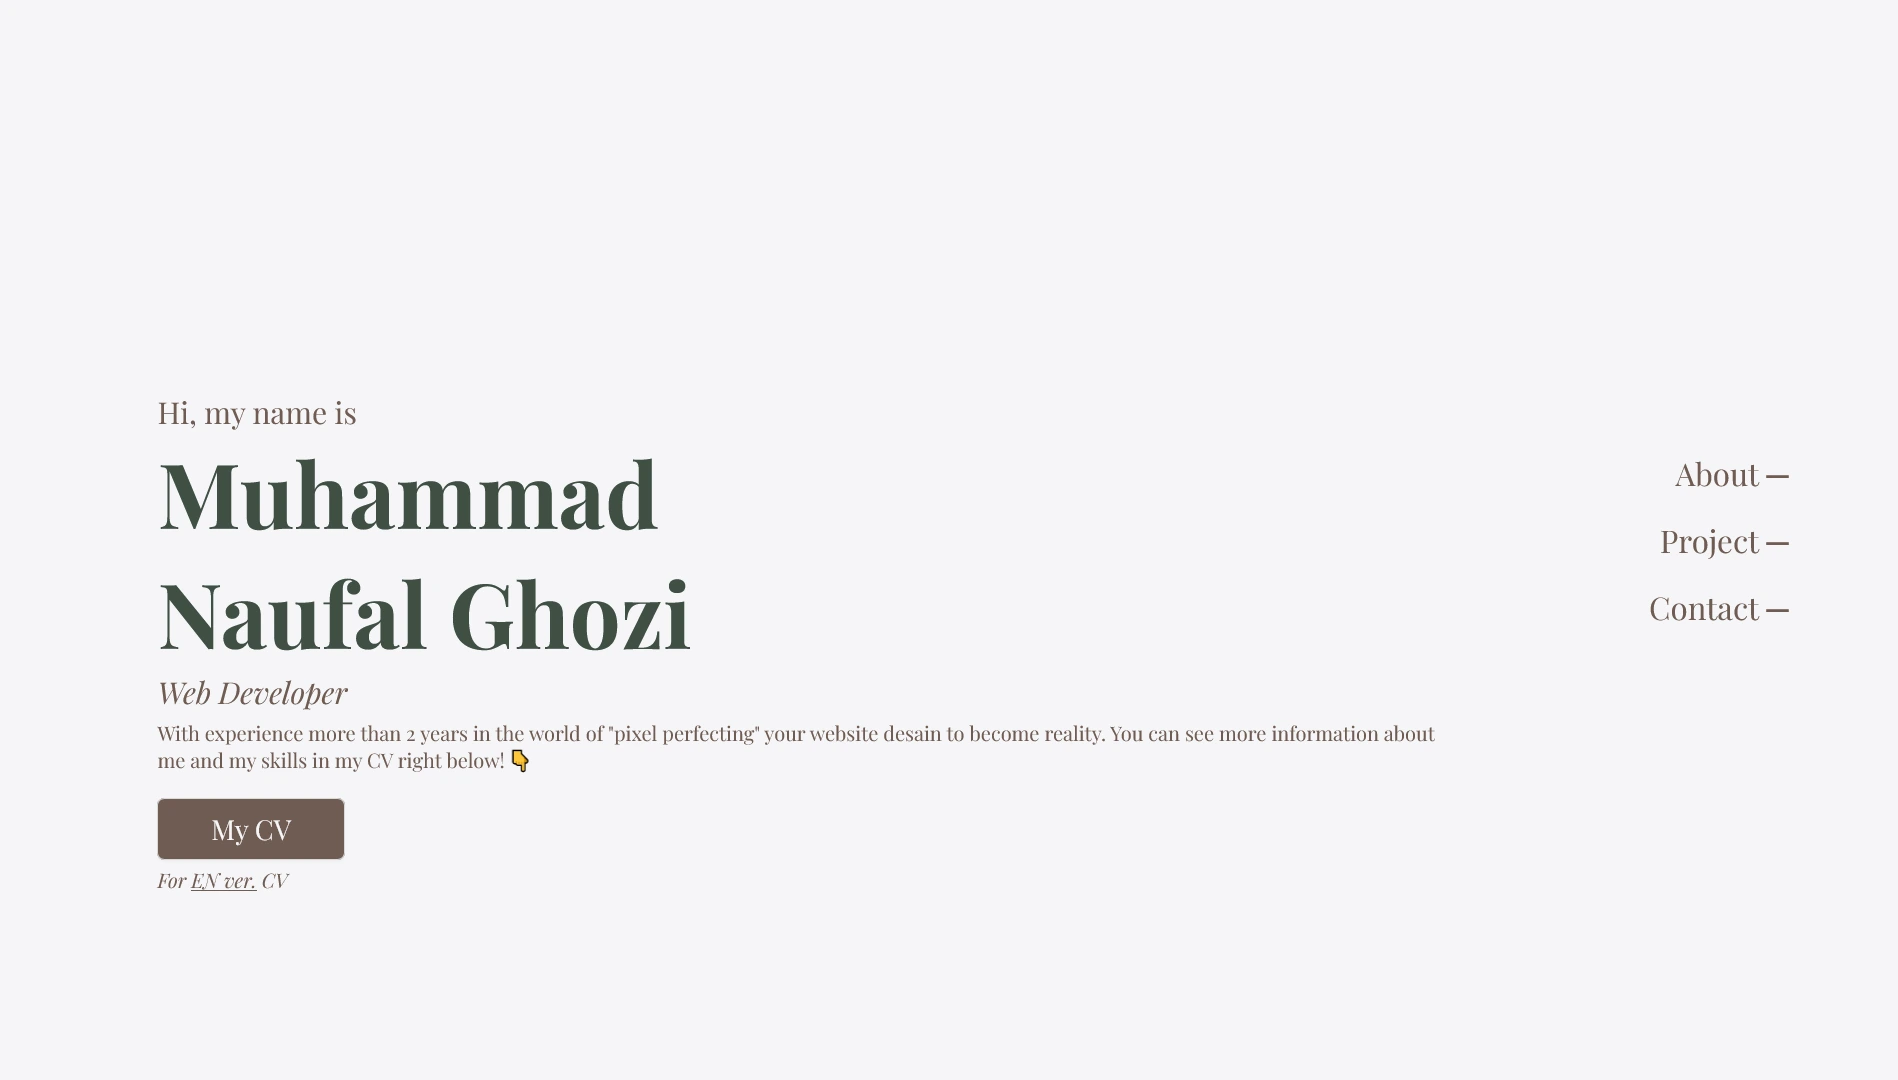 Hi, my name is
Muhammad
Naufal Ghozi
Web Developer
With experience more than 2 years in the world of "pixel perfecting" your website desain to become reality. You can see more information about
me and my skills in my CV right below! 👇
My CV
For EN ver. CV
About
Project
Contact